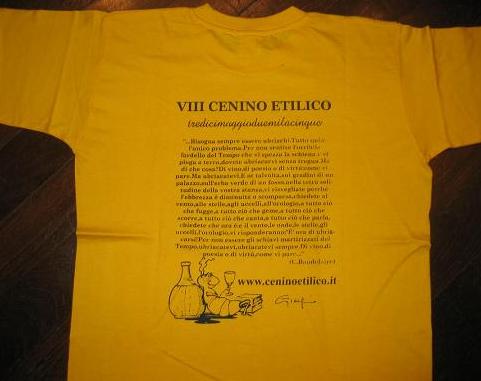 VIII CENINO ETILICO
tredicimaggioduemilacinque
"...Bisogna sempre essere ubriachi.Tutto qui:è
l'unico problema.Per non sentire l'orribile
fardello del Tempo che vi spezza la schiena e vi
piega a terra,dovete ubriacarvi senza tregua.Ma
di che cosa?Di vino,di poesia o di virtù:come vi
pare.Ma ubriacatevi.E se talvolta,sui gradini di un
palazzo,sull'erba verde di un fosso,nella tetra soli-
tudine della vostra stanza,vi risvegliate perché
l'ebbrezza è diminuita o scomparsa,chiedete al
vento,alle stelle,agli uccelli,all'orologio,a tutto ciò
che fugge,a tutto ciò che geme,a tutto ciò che
scorre,a tutto ciò che canta,a tutto ciò che parla,
chiedete che ora è:e il vento,le onde,le stelle,gli
uccelli,l'orologio,vi risponderanno:"È ora di ubria-
carsi!Per non essere gli schiavi martirizzati del
Tempo,ubriacatevi,ubriacatevi sempre.Di vino,di
poesia o di virtù,come vi pare..."
(C.Baudelaire)
www.ceninoetilico.it